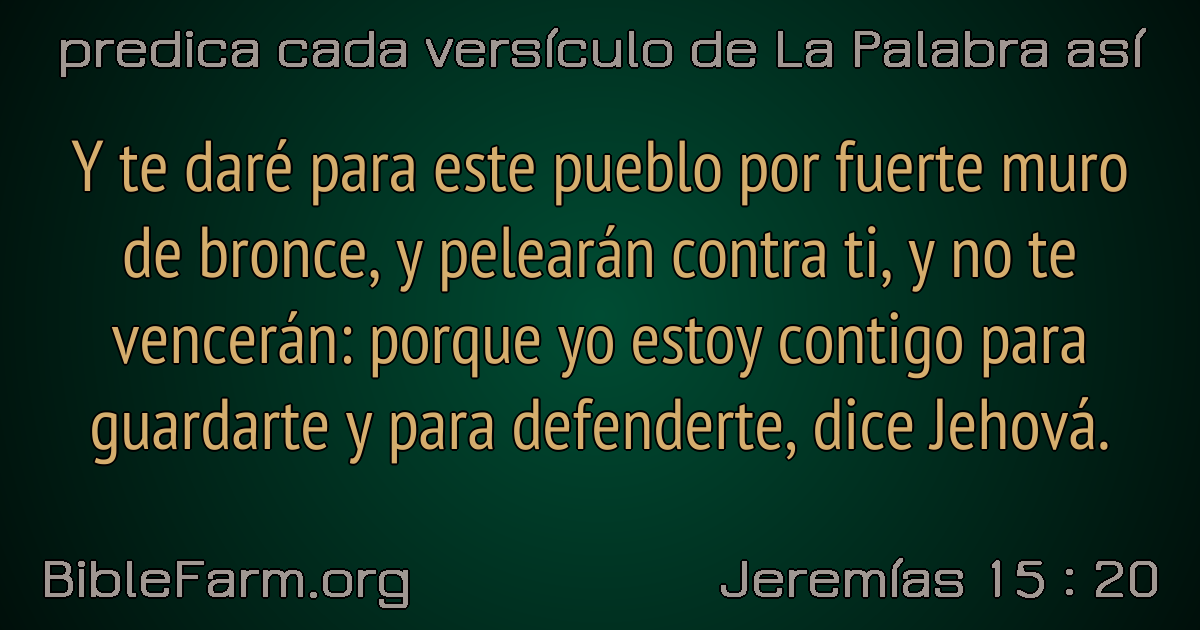 predica cada versículo de La Palabra así
Y te daré para este pueblo por fuerte muro
de bronce, y pelearán contra ti, y no te
vencerán: porque yo estoy contigo para
guardarte y para defenderte, dice Jehová.
BibleFarm.org
Jeremías 15 : 20